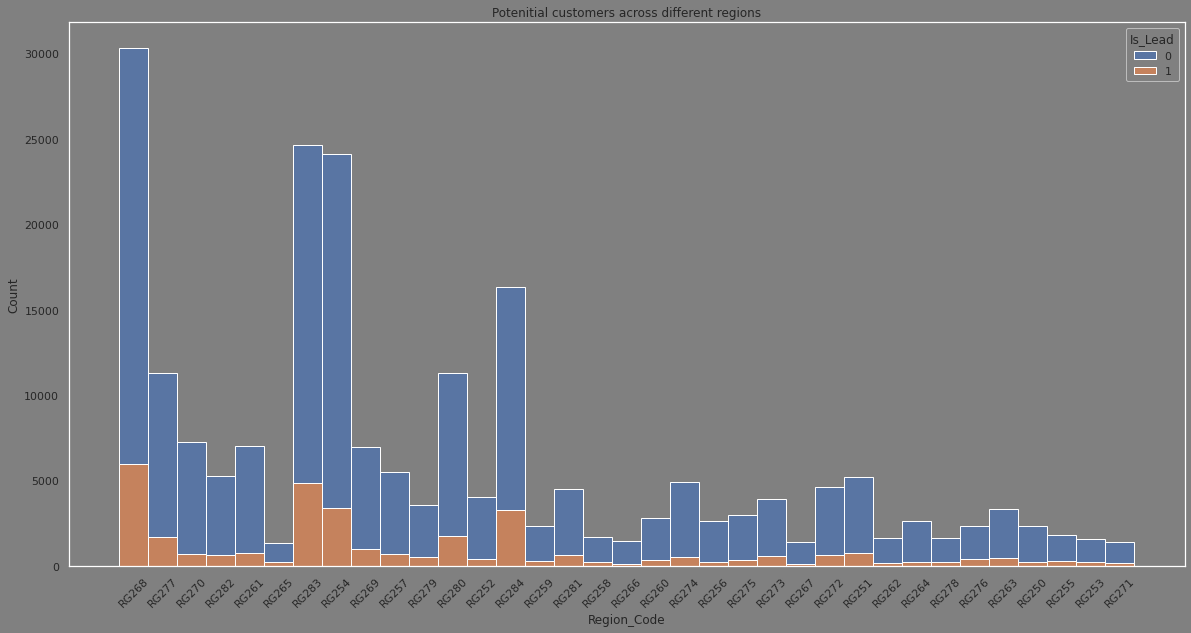 Potenitial customers across different regions
Is_Lead
0
1
Count
30000
25000
20000
15000
10000
5000
0
RG268
RG277
RG270
RG282
RG261
RG265
RG283
RG254
RG269
RG257
RG279
RG280
RG252
RG284
RG259
RG281
RG258
RG266
RG260
RG274
RG256
RG275
RG273
RG267
RG272
RG251
RG262
RG264
RG278
RG276
RG263
RG250
RG255
RG253
RG271
Region_Code